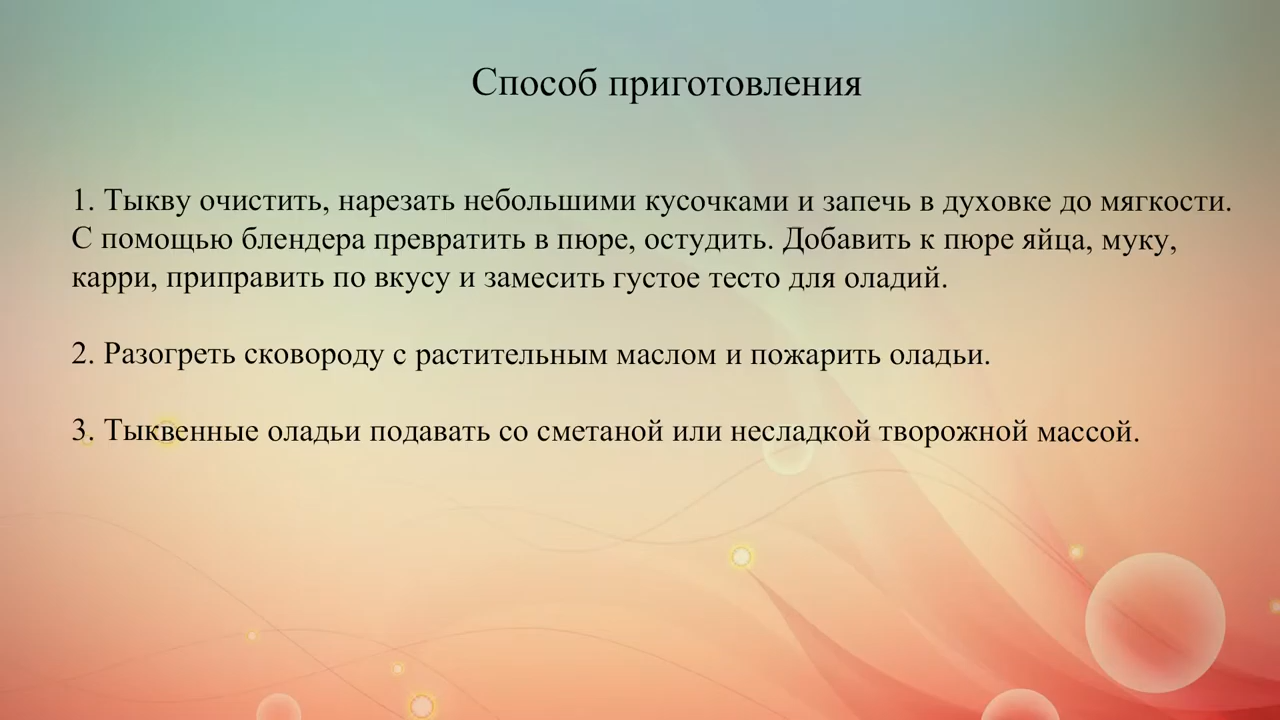 Способ приготовления
1. Тыкву очистить, нарезать небольшими кусочками и запечь в духовке до мягкости.
С помощью блендера превратить в пюре, остудить. Добавить к пюре яйца, муку,
карри, приправить по вкусу и замесить густое тесто для оладий.
2. Разогреть сковороду с растительным маслом и пожарить оладьи.
3. Тыквенные оладьи подавать со сметаной или несладкой творожной массой.